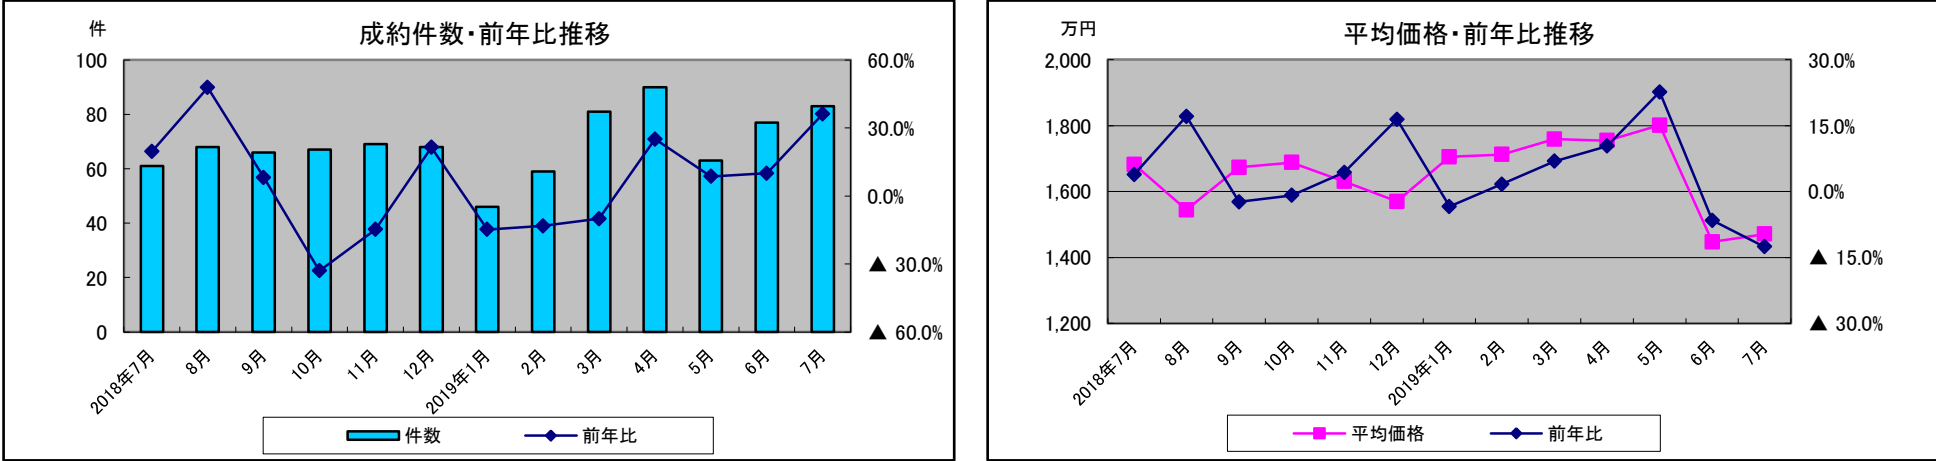 件
成約件数・前年比推移
100
80
60
40
20
0
60.0%
30.0%
0.0%
▲ 30.0%
▲ 60.0%
2018年7月
8月
9月
10月
11月
12月
2019年1月
2月
3月
4月
5月
6月
7月
件数
前年比
万円
平均価格・前年比推移
2,000
1,800
1,600
1,400
1,200
30.0%
15.0%
0.0%
▲ 15.0%
▲ 30.0%
2018年7月
8月
9月
10月
11月
12月
2019年1月
2月
3月
4月
5月
6月
7月
平均価格
前年比